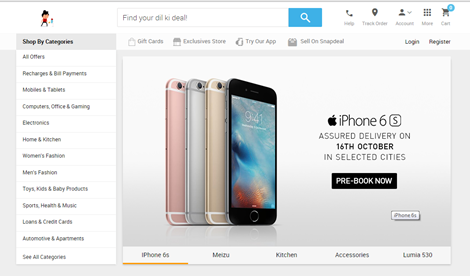 Find your dil ki deal!
Help
Track Order
Account
More
Cart
0
Shop By Categories
Gift Cards
Exclusives Store
Try Our App
Sell On Snapdeal
Login
Register
All Offers
Recharges & Bill Payments
Mobiles & Tablets
Computers, Office & Gaming
Electronics
Home & Kitchen
Women's Fashion
Men's Fashion
Toys, Kids & Baby Products
Sports, Health & Music
Loans & Credit Cards
Automotive & Apartments
See All Categories
iPhone 6s
ASSURED DELIVERY ON
16TH OCTOBER
IN SELECTED CITIES
PRE-BOOK NOW
iPhone 6s
iPhone 6s
Meizu
Kitchen
Accessories
Lumia 530